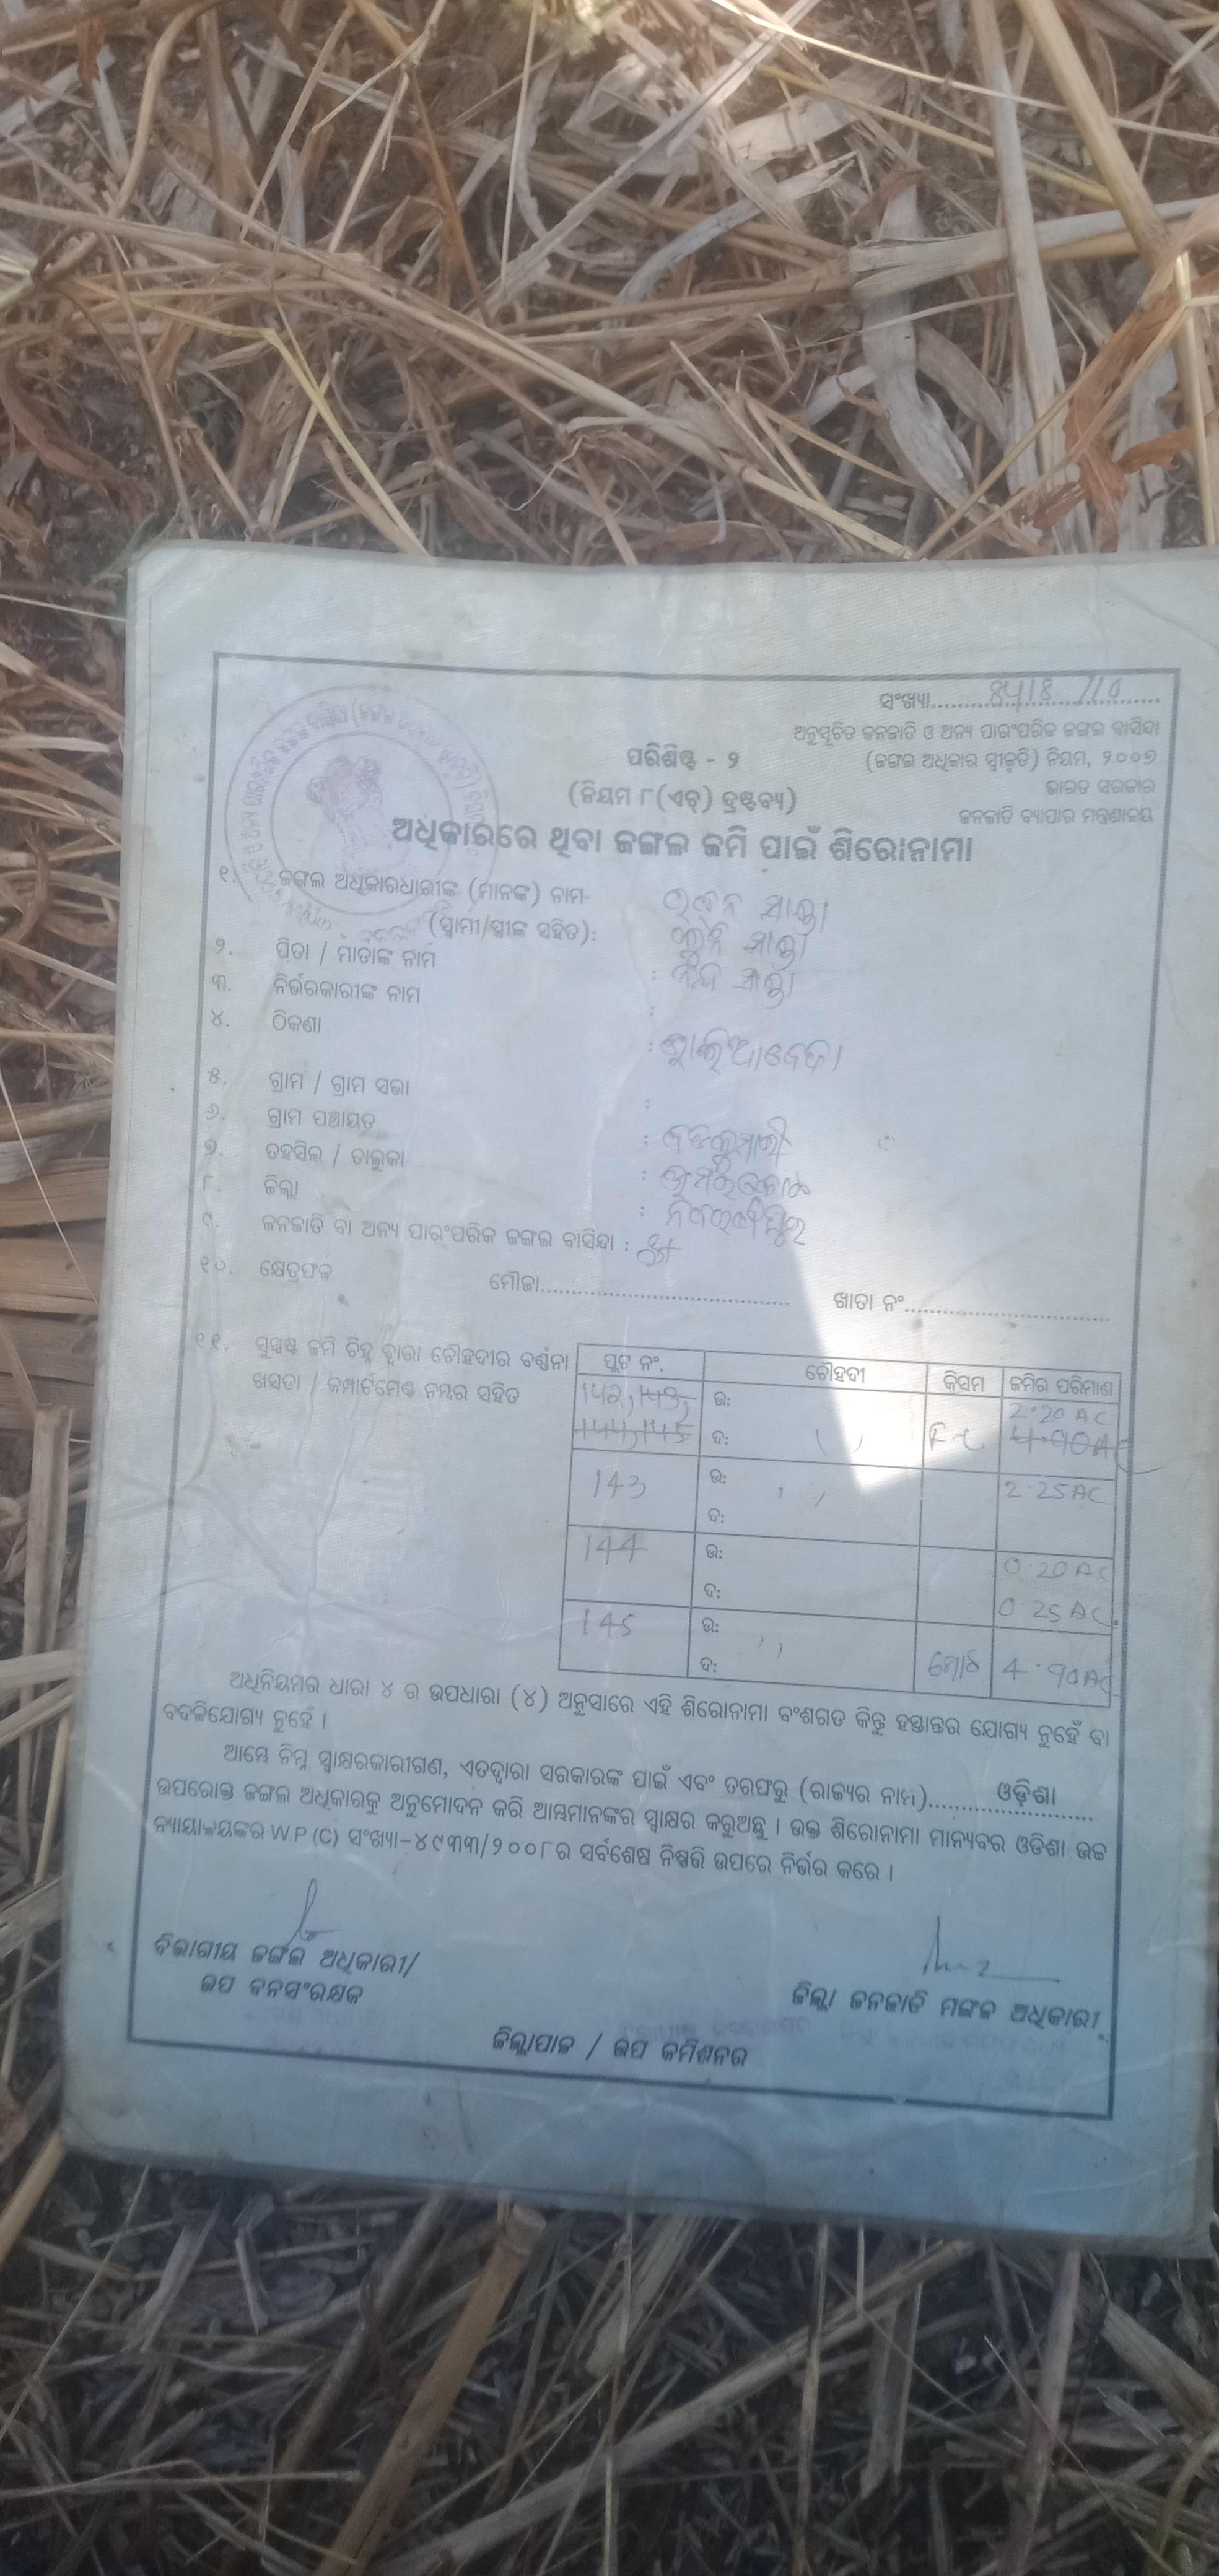 ସଂଖ୍ୟା
ଅନୁସୂଚିତ ଜନଜାତି ଓ ଅନ୍ୟ ପାରଂପରିକ ଜଙ୍ଗଲ ବାସିନ୍ଦା
(ଜଙ୍ଗଲ ଅଧିକାର ସ୍ୱୀକୃତି) ନିୟମ, ୨୦୦୭
ଭାରତ ସରକାର
ଜନଜାତି ବ୍ୟାପାର ମନ୍ତ୍ରଣାଳୟ
ପରିଶିଷ୍ଟ - ୨
(ନିୟମ ୮(ଏଚ୍) ଦ୍ରଷ୍ଟବ୍ୟ)
ଅଧିକାରରେ ଥିବା ଜଙ୍ଗଲ ଜମି ପାଇଁ ଶିରୋନାମା
୧. ଜଙ୍ଗଲ ଅଧିକାରଧାରୀଙ୍କ (ମାନଙ୍କ) ନାମ
(ସ୍ୱାମୀ/ସ୍ତ୍ରୀଙ୍କ ସହିତ):
୨. ପିତା / ମାତାଙ୍କ ନାମ :
୩. ନିର୍ଭରକାରୀଙ୍କ ନାମ :
୪. ଠିକଣା :
୫. ଗ୍ରାମ / ଗ୍ରାମ ସଭା :
୬. ଗ୍ରାମ ପଞ୍ଚାୟତ :
୭. ତହସିଲ / ତାଲୁକା :
୮. ଜିଲ୍ଲା :
୯. ଜନଜାତି ବା ଅନ୍ୟ ପାରଂପରିକ ଜଙ୍ଗଲ ବାସିନ୍ଦା :
୧୦. କ୍ଷେତ୍ରଫଳ ମୌଜା ଖାତା ନଂ
୧୧. ସୁସ୍ପଷ୍ଟ ଜମି ଚିହ୍ନ ଦ୍ୱାରା ଚୌହଦୀର ବର୍ଣ୍ଣନା
ଖସଡା / କମ୍ପାର୍ଟମେଣ୍ଟ ନମ୍ବର ସହିତ
ପ୍ଲଟ ନଂ. ଚୌହଦୀ କିସମ ଜମିର ପରିମାଣ
ଉ: 2.20 AC
ଦ: 4.90AC
143 ଉ: 2.25AC
ଦ:
144 ଉ: 0.20 AC
ଦ: 0.25 AC
145 ଉ:
ଦ: 4.90AC
ଅଧିନିୟମର ଧାରା ୪ ର ଉପଧାରା (୪) ଅନୁସାରେ ଏହି ଶିରୋନାମା ବଂଶଗତ କିନ୍ତୁ ହସ୍ତାନ୍ତର ଯୋଗ୍ୟ ନୁହେଁ ବା
ବଦଳିଯୋଗ୍ୟ ନୁହେଁ ।
ଆମ୍ଭେ ନିମ୍ନ ସ୍ୱାକ୍ଷରକାରୀଗଣ, ଏତଦ୍ୱାରା ସରକାରଙ୍କ ପାଇଁ ଏବଂ ତରଫରୁ (ରାଜ୍ୟର ନାମ) ଓଡ଼ିଶା
ଉପରୋକ୍ତ ଜଙ୍ଗଲ ଅଧିକାରକୁ ଅନୁମୋଦନ କରି ଆମ୍ଭମାନଙ୍କର ସ୍ୱାକ୍ଷର କରୁଅଛୁ । ଉକ୍ତ ଶିରୋନାମା ମାନ୍ୟବର ଓଡିଶା ଉଚ୍ଚ
ନ୍ୟାୟାଳୟଙ୍କର W.P (C) ସଂଖ୍ୟା-୪୯୩୩/୨୦୦୮ ର ସର୍ବଶେଷ ନିଷ୍ପତ୍ତି ଉପରେ ନିର୍ଭର କରେ ।
ବିଭାଗୀୟ ଜଙ୍ଗଲ ଅଧିକାରୀ/
ଉପ ବନସଂରକ୍ଷକ
ଜିଲ୍ଲା ଜନଜାତି ମଙ୍ଗଳ ଅଧିକାରୀ
ଜିଲ୍ଲାପାଳ / ଉପ କମିଶନର